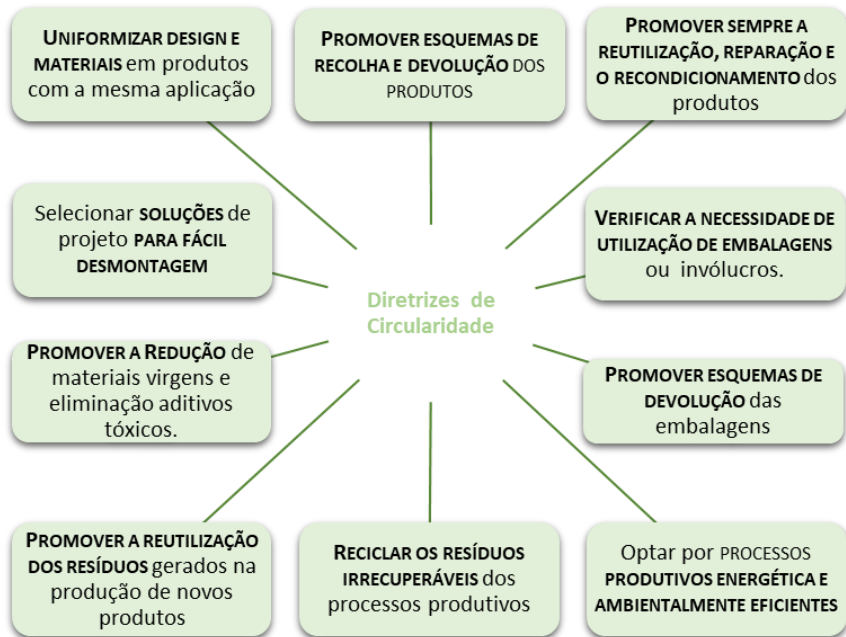 UNIFORMIZAR DESIGN E
MATERIAIS em produtos
com a mesma aplicação
PROMOVER ESQUEMAS DE
RECOLHA E DEVOLUÇÃO DOS
PRODUTOS
PROMOVER SEMPRE A
REUTILIZAÇÃO, REPARAÇÃO E
O RECONDICIONAMENTO dos
produtos
Selecionar SOLUÇÕES de
projeto PARA FÁCIL
DESMONTAGEM
VERIFICAR A NECESSIDADE DE
UTILIZAÇÃO DE EMBALAGENS
ou invólucros.
Diretrizes de
Circularidade
PROMOVER A REDUÇÃO de
materiais virgens e
eliminação aditivos
tóxicos.
PROMOVER ESQUEMAS DE
DEVOLUÇÃO das
embalagens
PROMOVER A REUTILIZAÇÃO
DOS RESÍDUOS gerados na
produção de novos
produtos
RECICLAR OS RESÍDUOS
IRRECUPERÁVEIS dos
processos produtivos
Optar por PROCESSOS
PRODUTIVOS ENERGÉTICA E
AMBIENTALMENTE EFICIENTES